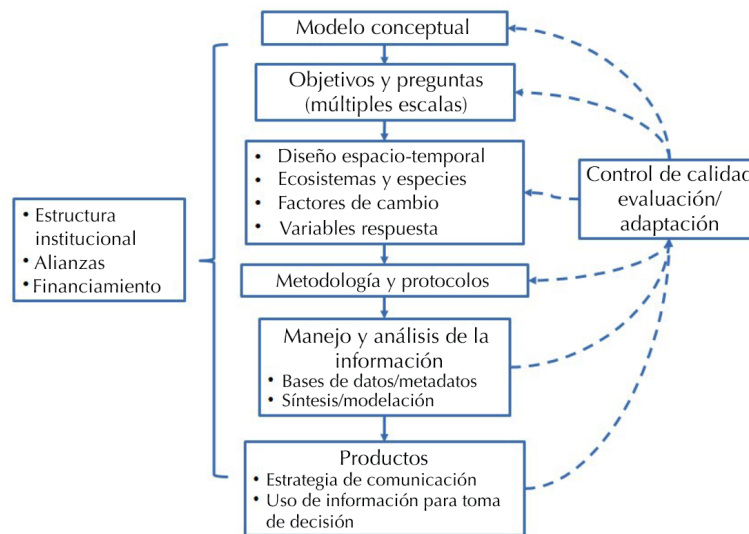 Modelo conceptual
Objetivos y preguntas
(múltiples escalas)
• Diseño espacio-temporal
• Ecosistemas y especies
• Factores de cambio
• Variables respuesta
Control de calidad
evaluación/
adaptación
• Estructura
institucional
• Alianzas
• Financiamiento
Metodología y protocolos
Manejo y análisis de la
información
• Bases de datos/metadatos
• Síntesis/modelación
Productos
• Estrategia de comunicación
• Uso de información para toma
de decisión